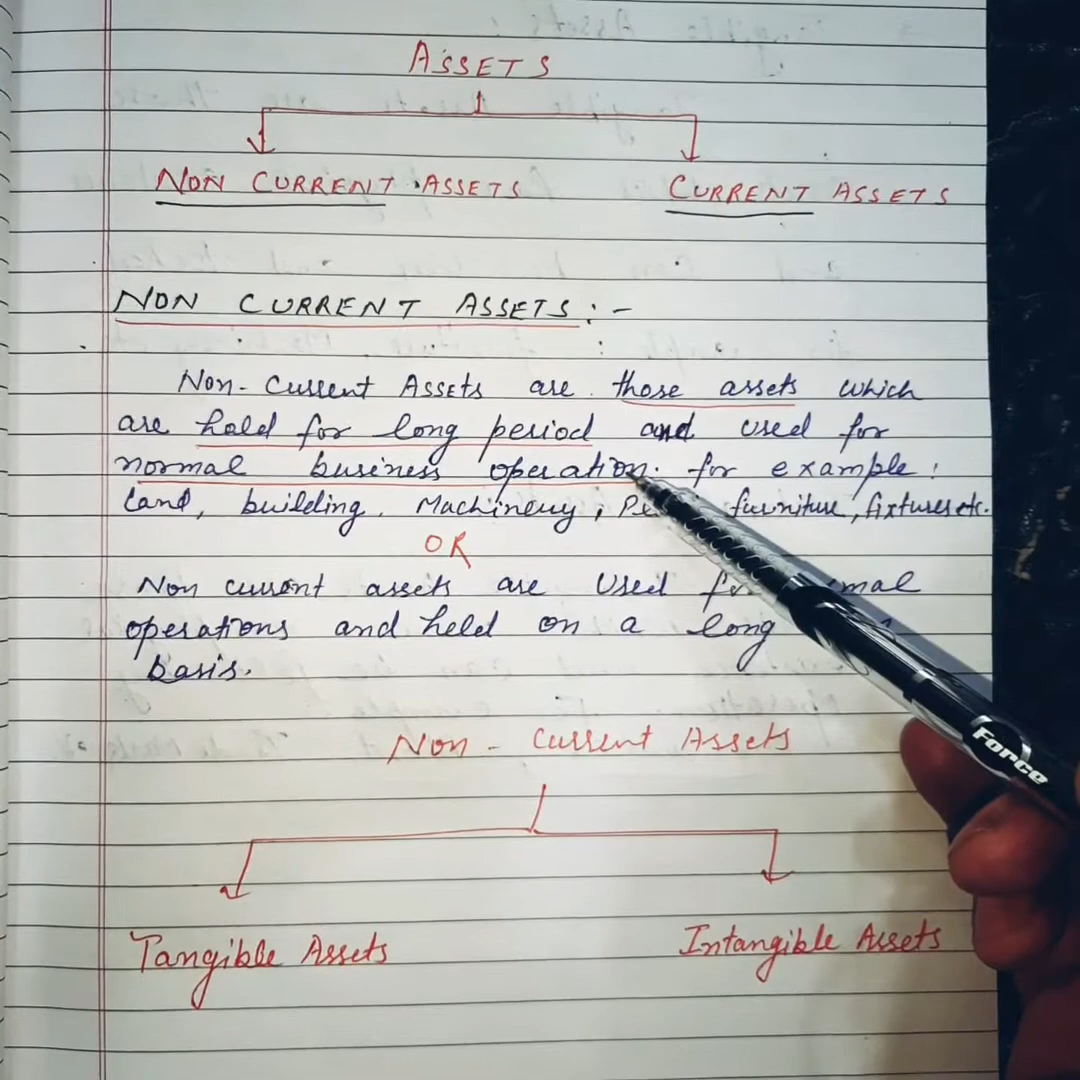 ASSETS
NON CURRENT ASSETS CURRENT ASSETS
NON CURRENT ASSETS :-
Non-Current Assets are those assets which
are hold for long period and used for
normal business operation. for example:
Land, building, Machinery, furniture, fixtures etc.
OR
Non current assets are used
operations and held on a long
basis.
Non-Current Assets
Force
Tangible Assets Intangible Assets